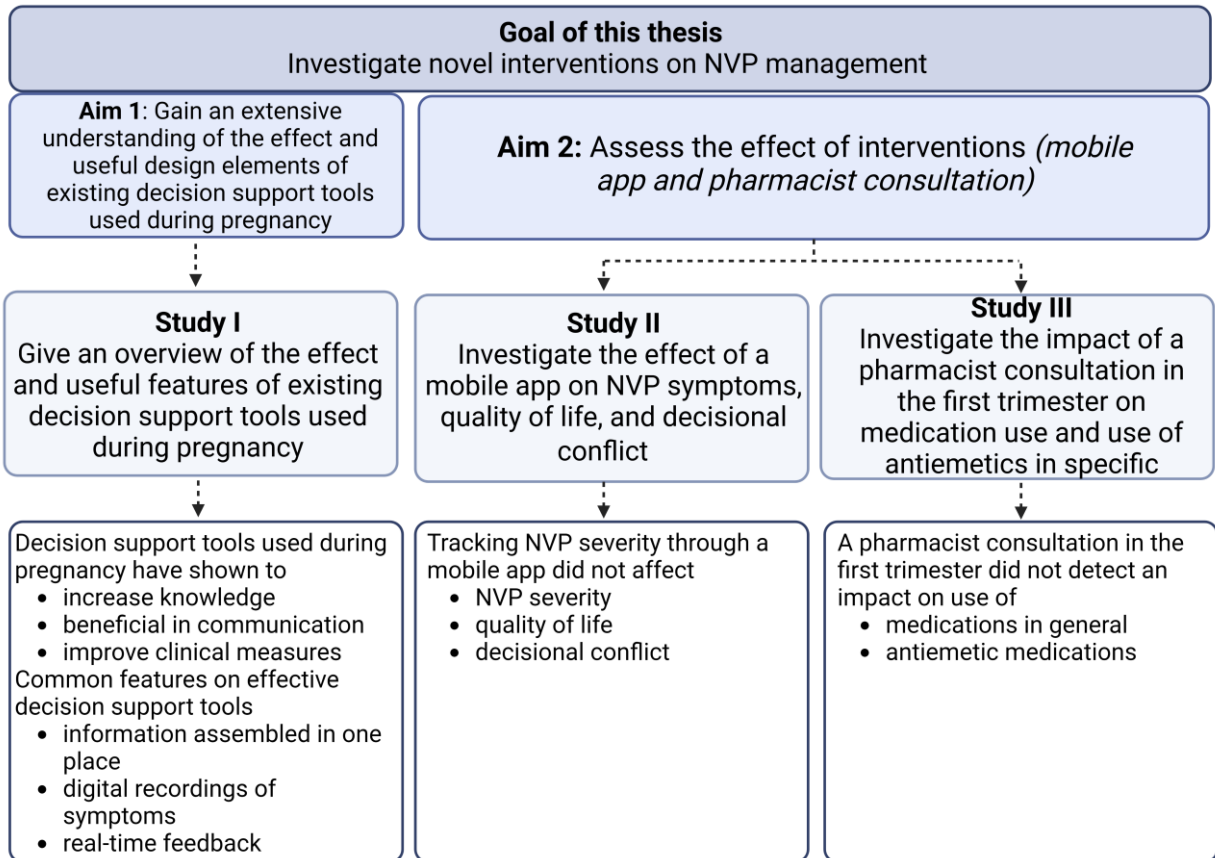 Goal of this thesis
Investigate novel interventions on NVP management
Aim 1: Gain an extensive
understanding of the effect and
useful design elements of
existing decision support tools
used during pregnancy
Aim 2: Assess the effect of interventions (mobile
app and pharmacist consultation)
Study I
Give an overview of the effect
and useful features of existing
decision support tools used
during pregnancy
Study II
Investigate the effect of a
mobile app on NVP symptoms,
quality of life, and decisional
conflict
Study III
Investigate the impact of a
pharmacist consultation in
the first trimester on
medication use and use of
antiemetics in specific
Decision support tools used during
pregnancy have shown to
• increase knowledge
• beneficial in communication
• improve clinical measures
Common features on effective
decision support tools
• information assembled in one
place
• digital recordings of
symptoms
• real-time feedback
Tracking NVP severity through a
mobile app did not affect
• NVP severity
• quality of life
• decisional conflict
A pharmacist consultation in the
first trimester did not detect an
impact on use of
• medications in general
• antiemetic medications